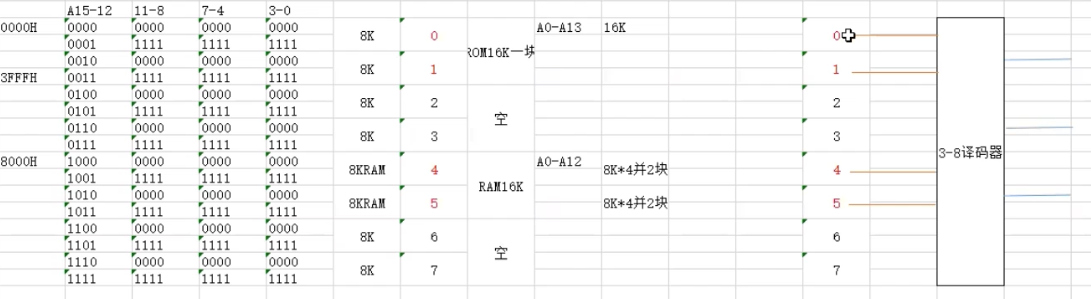 A15-12 11-8 7-4 3-0
0000H 0000 0000 0000 0000 8K 0 ROM16K一块 A0-A13 16K 0
0001 1111 1111 1111
0010 0000 0000 0000 8K 1 1
3FFFH 0011 1111 1111 1111
0100 0000 0000 0000 8K 2 空 2
0101 1111 1111 1111
0110 0000 0000 0000 8K 3 3
0111 1111 1111 1111 3-8译码器
8000H 1000 0000 0000 0000 8KRAM 4 RAM16K A0-A12 8K*4并2块 4
1001 1111 1111 1111
1010 0000 0000 0000 8KRAM 5 8K*4并2块 5
1011 1111 1111 1111
1100 0000 0000 0000 8K 6 空 6
1101 1111 1111 1111
1110 0000 0000 0000 8K 7 7
1111 1111 1111 1111